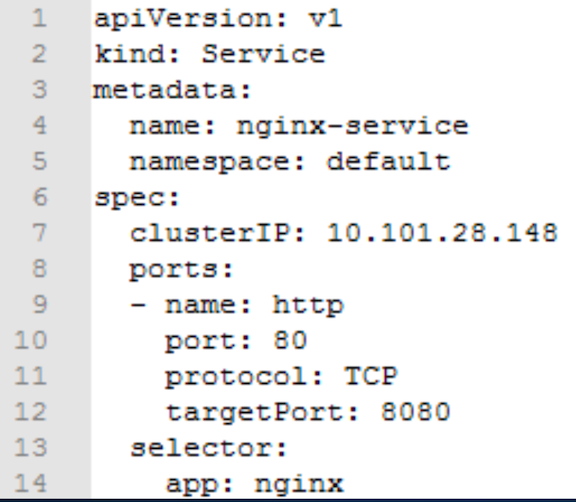 1 apiVersion: v1
2 kind: Service
3 metadata:
4   name: nginx-service
5   namespace: default
6 spec:
7   clusterIP: 10.101.28.148
8   ports:
9   - name: http
10     port: 80
11     protocol: TCP
12     targetPort: 8080
13   selector:
14     app: nginx